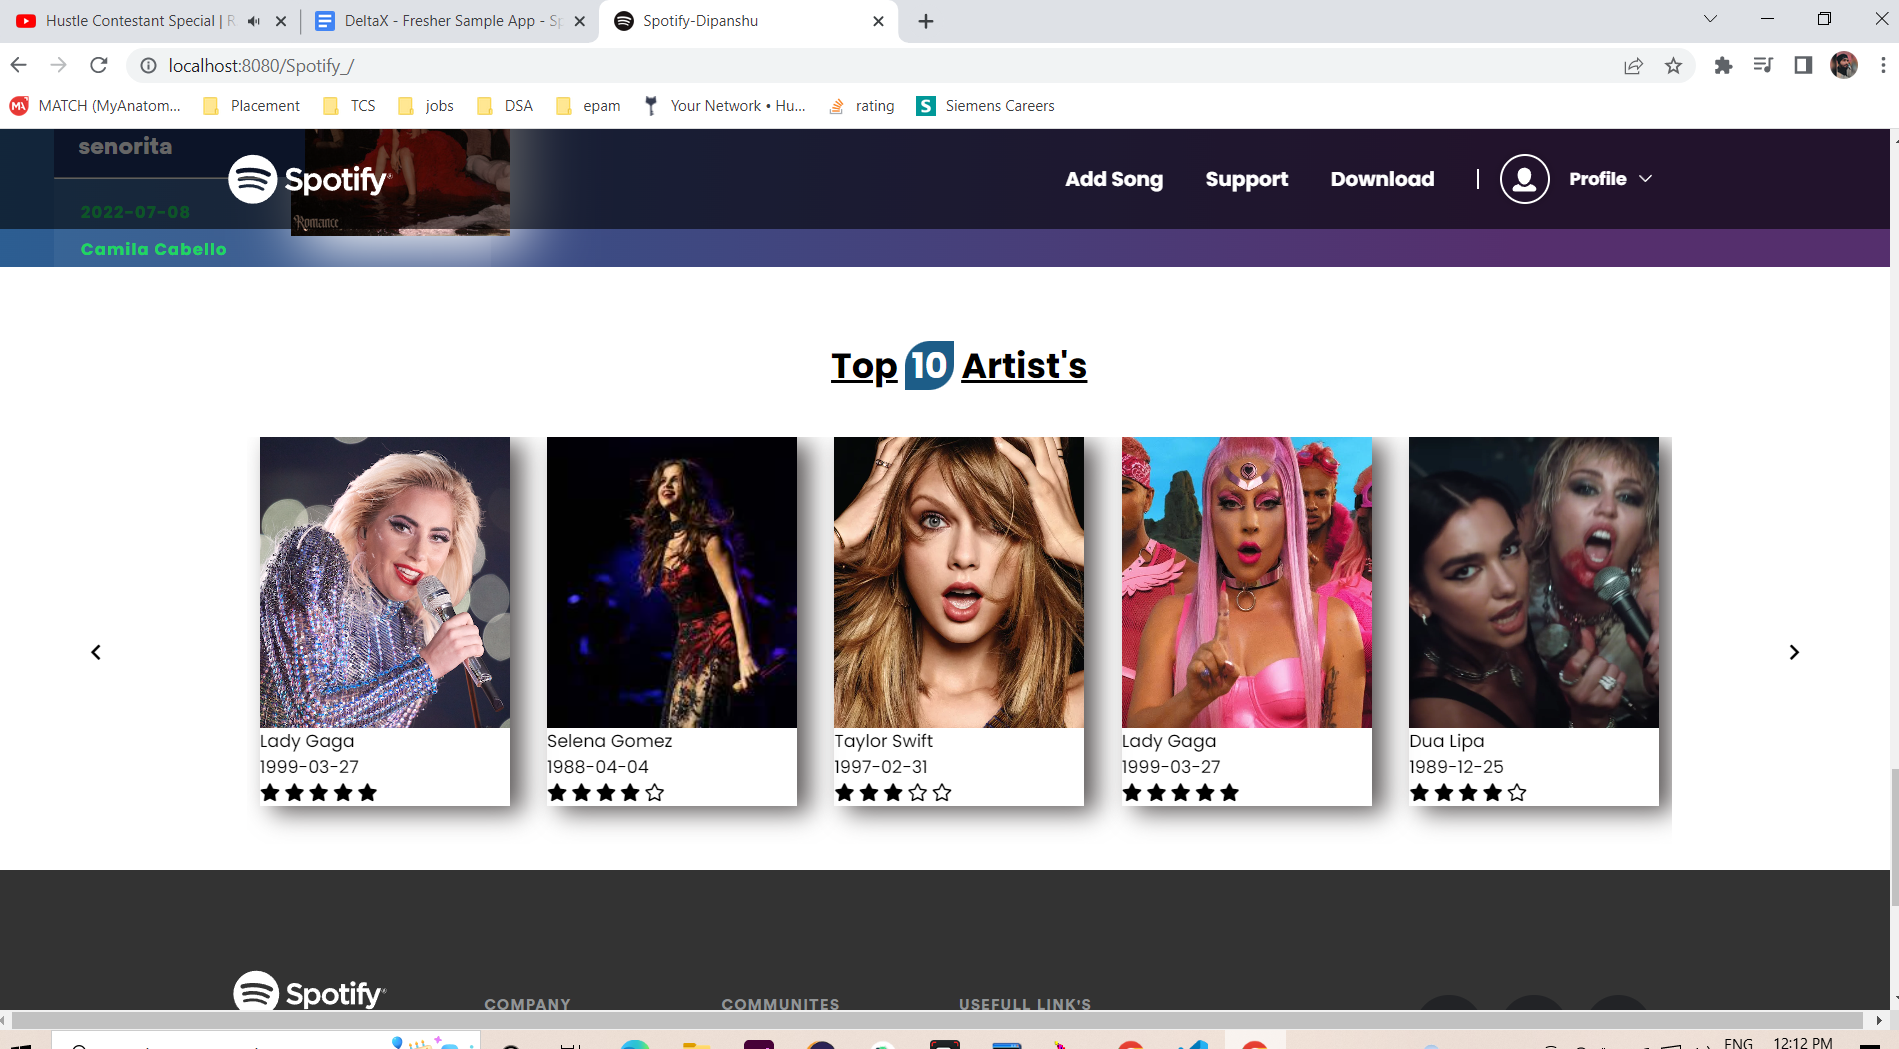 Hustle Contestant Special | R
DeltaX - Fresher Sample App - Sp
Spotify-Dipanshu
localhost:8080/Spotify_/
MATCH (MyAnatom...
Placement
TCS
jobs
DSA
epam
Your Network • Hu...
rating
Siemens Careers
senorita
Spotify
Add Song
Support
Download
Profile
2022-07-08
Romance
Camila Cabello
Top 10 Artist's
Lady Gaga
1999-03-27
Selena Gomez
1988-04-04
Taylor Swift
1997-02-31
Lady Gaga
1999-03-27
Dua Lipa
1989-12-25
Spotify
COMPANY
COMMUNITES
USEFULL LINK'S
ENG
12:12 PM